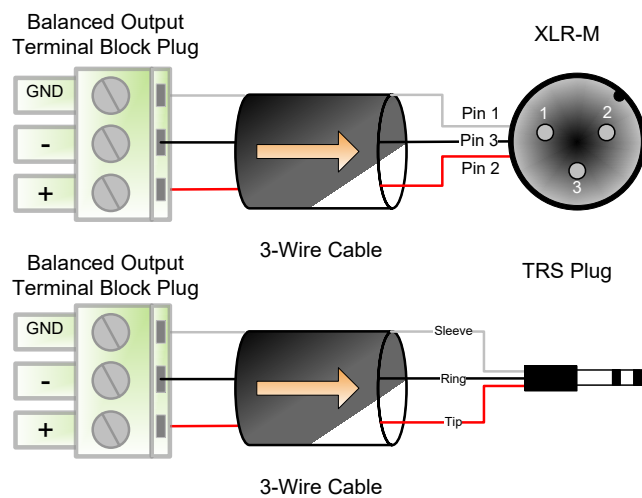 Balanced Output
Terminal Block Plug
XLR-M
GND
-
+
Pin 1
Pin 3
Pin 2
1
2
3
3-Wire Cable
Balanced Output
Terminal Block Plug
TRS Plug
GND
-
+
Sleeve
Ring
Tip
3-Wire Cable